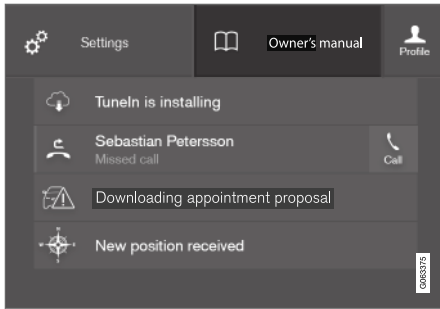 Settings
Owner's manual
Profile
TuneIn is installing
Sebastian Petersson
Missed call
Call
Downloading appointment proposal
N
New position received
G063375